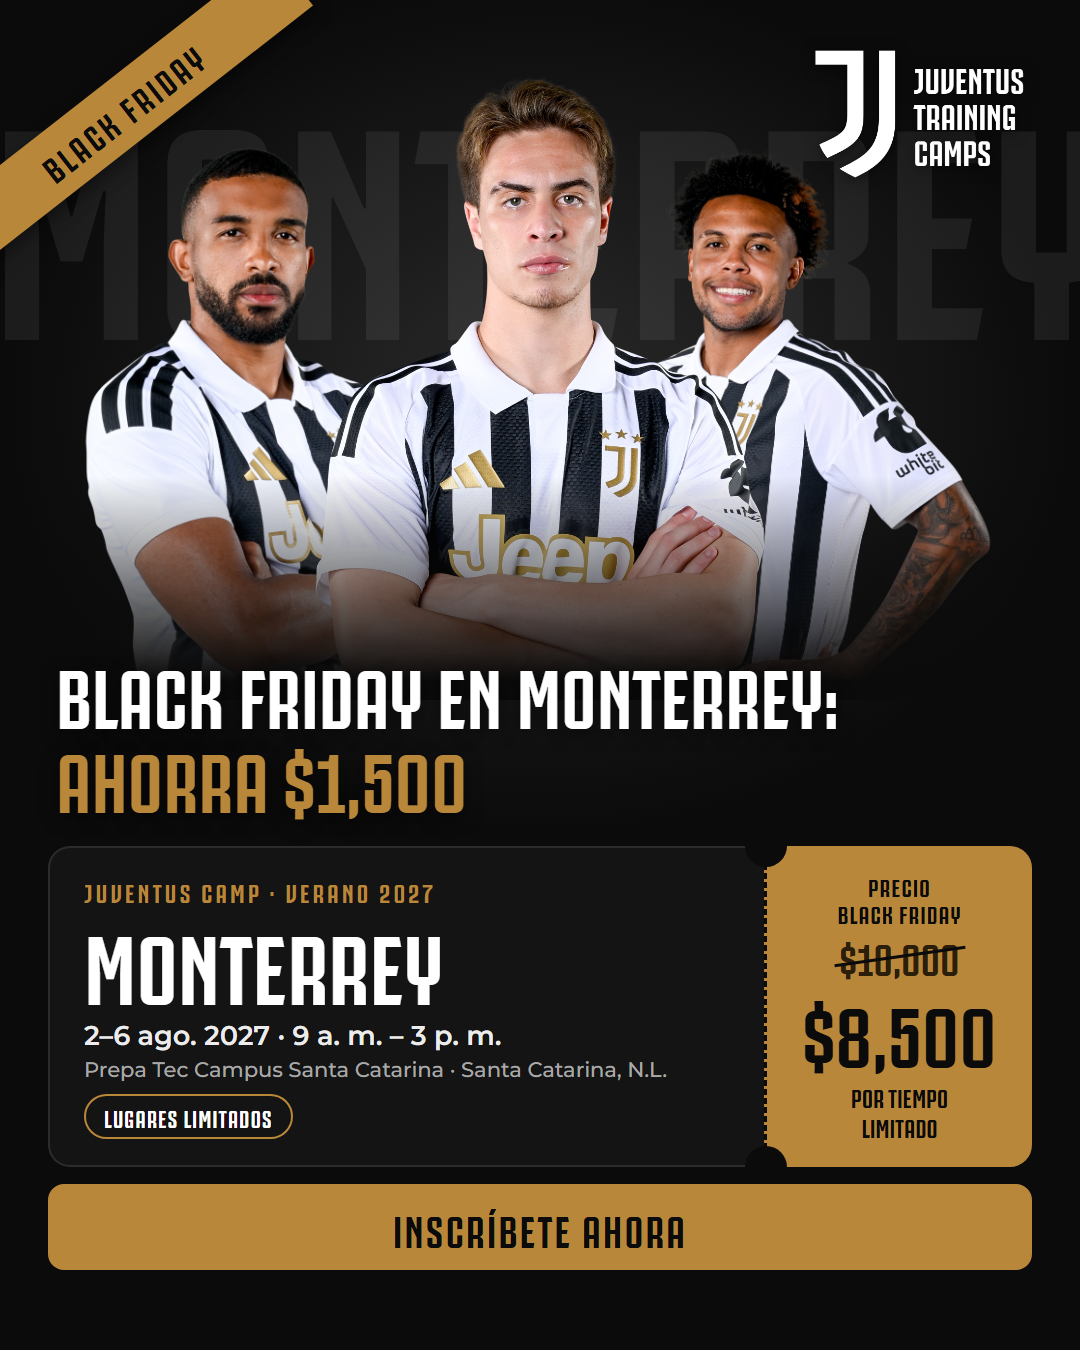 BLACK FRIDAY
JUVENTUS
TRAINING
CAMPS
MONTERREY
white
bit
Jeep
BLACK FRIDAY EN MONTERREY:
AHORRA $1,500
JUVENTUS CAMP · VERANO 2027
MONTERREY
2–6 ago. 2027 · 9 a. m. – 3 p. m.
Prepa Tec Campus Santa Catarina · Santa Catarina, N.L.
LUGARES LIMITADOS
PRECIO
BLACK FRIDAY
$10,000
$8,500
POR TIEMPO
LIMITADO
INSCRÍBETE AHORA